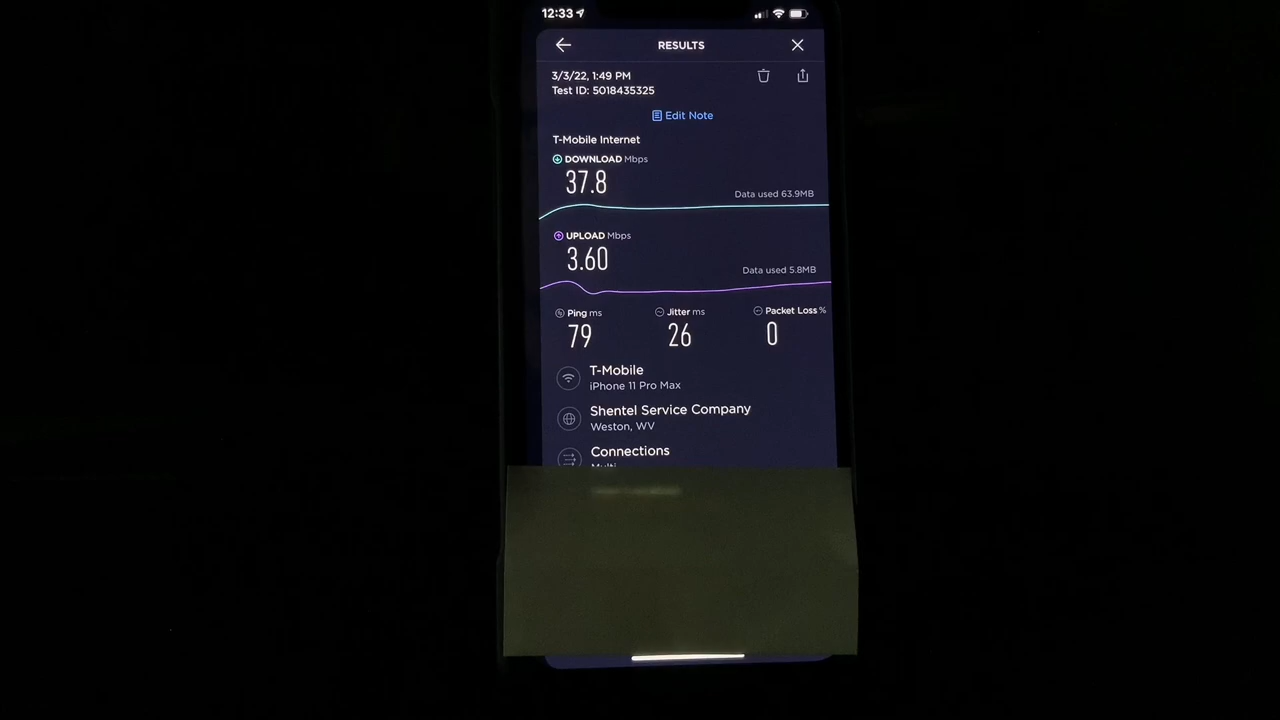 12:33
RESULTS
3/3/22, 1:49 PM
Test ID: 5018435325
Edit Note
T-Mobile Internet
DOWNLOAD Mbps
37.8
Data used 63.9MB
UPLOAD Mbps
3.60
Data used 5.8MB
Ping ms Jitter ms Packet Loss %
79 26 0
T-Mobile
iPhone 11 Pro Max
Shentel Service Company
Weston, WV
Connections
Multi